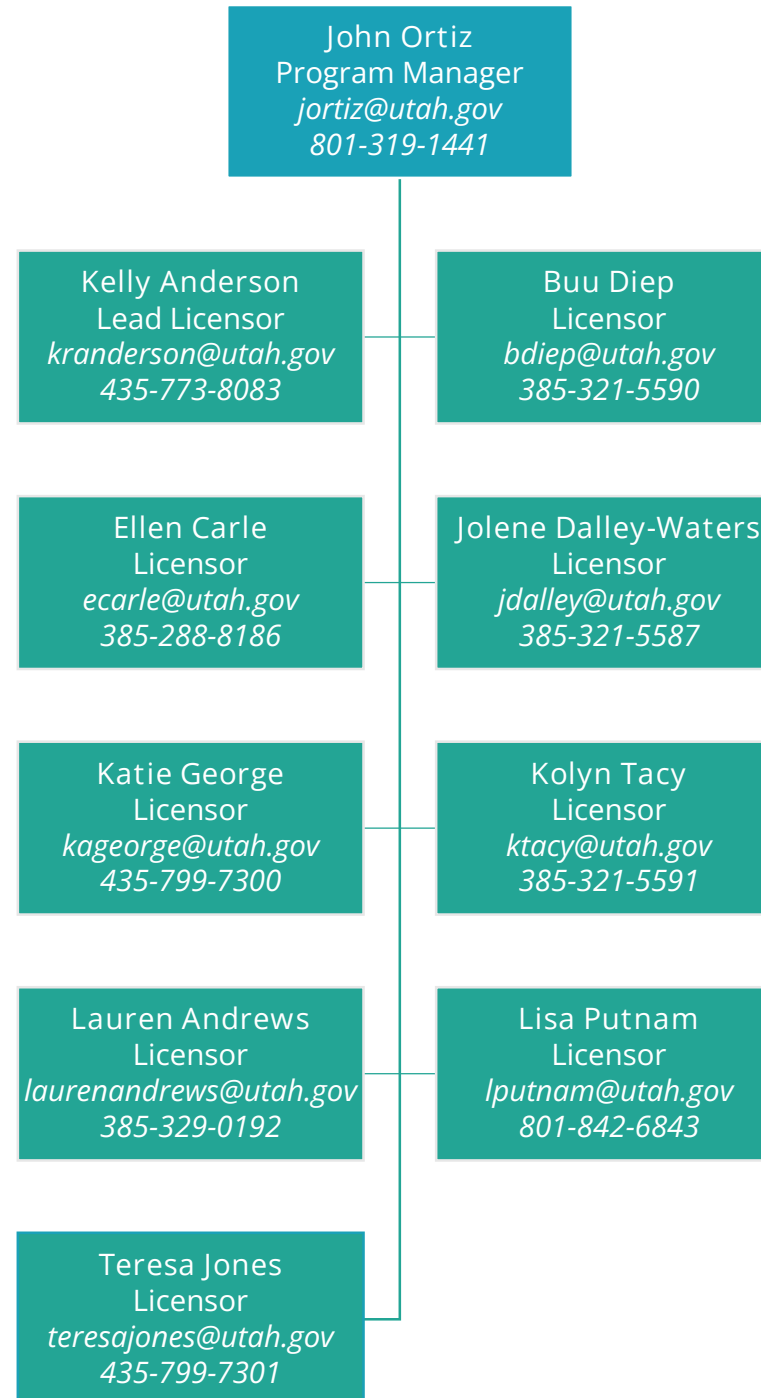 John Ortiz
Program Manager
jortiz@utah.gov
801-319-1441
Kelly Anderson
Lead Licensor
kranderson@utah.gov
435-773-8083
Buu Diep
Licensor
bdiep@utah.gov
385-321-5590
Ellen Carle
Licensor
ecarle@utah.gov
385-288-8186
Jolene Dalley-Waters
Licensor
jdalley@utah.gov
385-321-5587
Katie George
Licensor
kageorge@utah.gov
435-799-7300
Kolyn Tacy
Licensor
ktacy@utah.gov
385-321-5591
Lauren Andrews
Licensor
laurenandrews@utah.gov
385-329-0192
Lisa Putnam
Licensor
lputnam@utah.gov
801-842-6843
Teresa Jones
Licensor
teresajones@utah.gov
435-799-7301